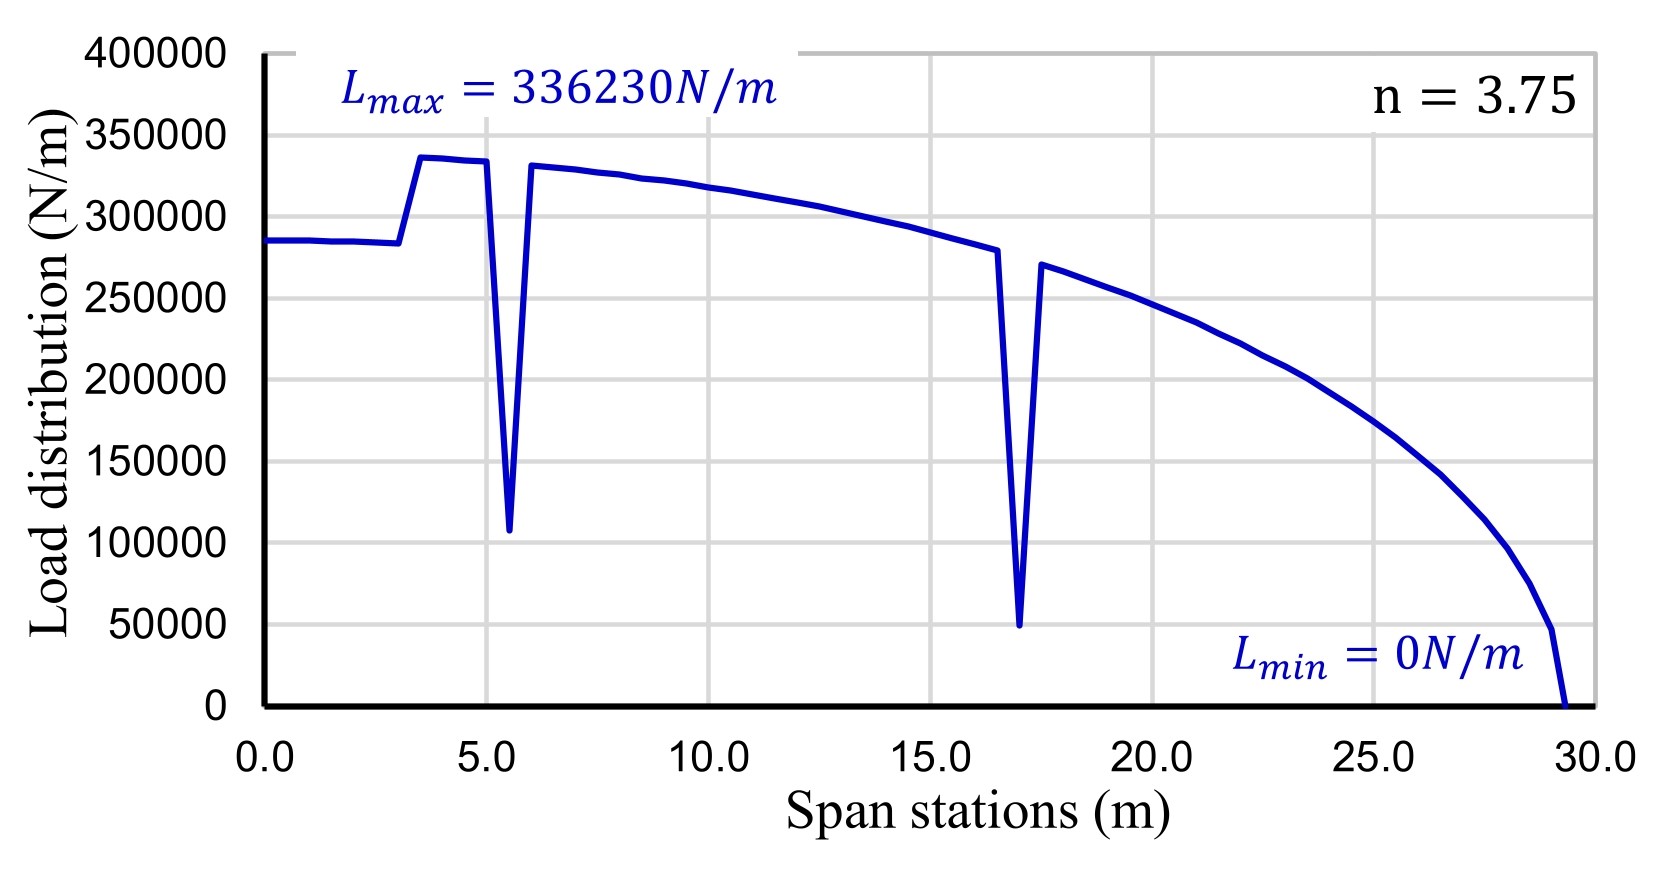 400000
L_max = 336230N/m
n = 3.75
350000
300000
250000
200000
150000
100000
50000
L_min = 0N/m
0
0.0 5.0 10.0 15.0 20.0 25.0 30.0
Span stations (m)
Load distribution (N/m)